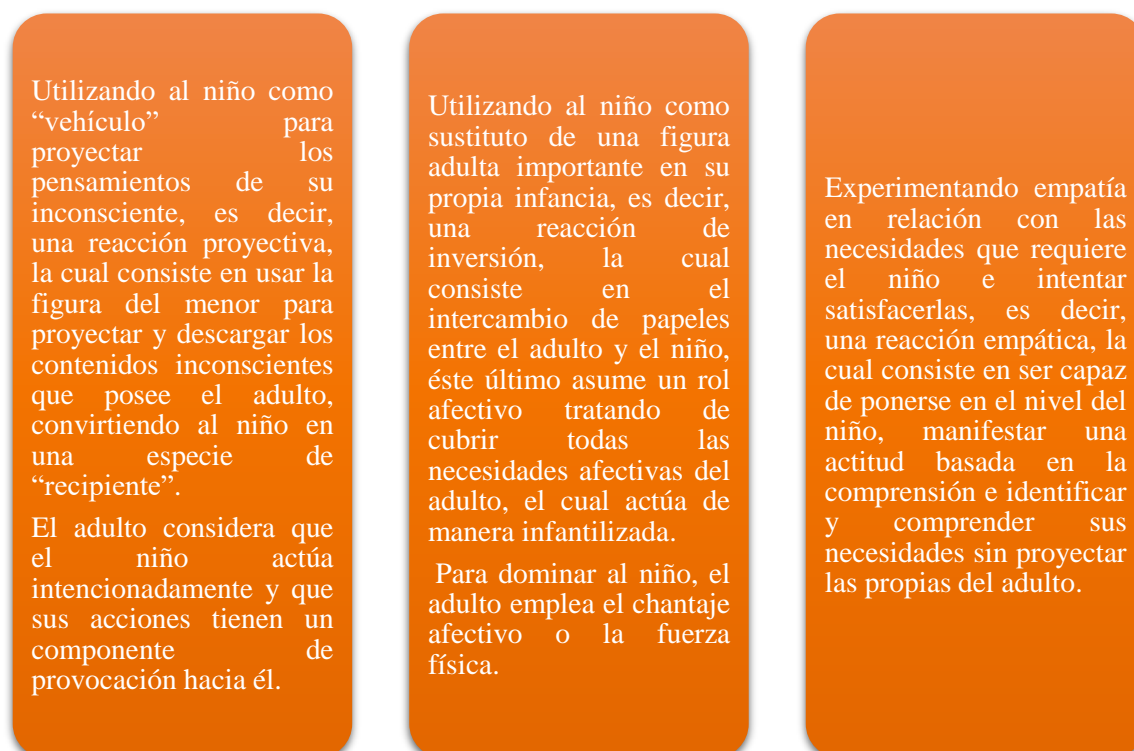 Utilizando al niño como
“vehículo” para
proyectar los
pensamientos de su
inconsciente, es decir,
una reacción proyectiva,
la cual consiste en usar la
figura del menor para
proyectar y descargar los
contenidos inconscientes
que posee el adulto,
convirtiendo al niño en
una especie de
“recipiente”.
El adulto considera que
el niño actúa
intencionadamente y que
sus acciones tienen un
componente de
provocación hacia él.
Utilizando al niño como
sustituto de una figura
adulta importante en su
propia infancia, es decir,
una reacción de
inversión, la cual
consiste en el
intercambio de papeles
entre el adulto y el niño,
éste último asume un rol
afectivo tratando de
cubrir todas las
necesidades afectivas del
adulto, el cual actúa de
manera infantilizada.
Para dominar al niño, el
adulto emplea el chantaje
afectivo o la fuerza
física.
Experimentando empatía
en relación con las
necesidades que requiere
el niño e intentar
satisfacerlas, es decir,
una reacción empática, la
cual consiste en ser capaz
de ponerse en el nivel del
niño, manifestar una
actitud basada en la
comprensión e identificar
y comprender sus
necesidades sin proyectar
las propias del adulto.